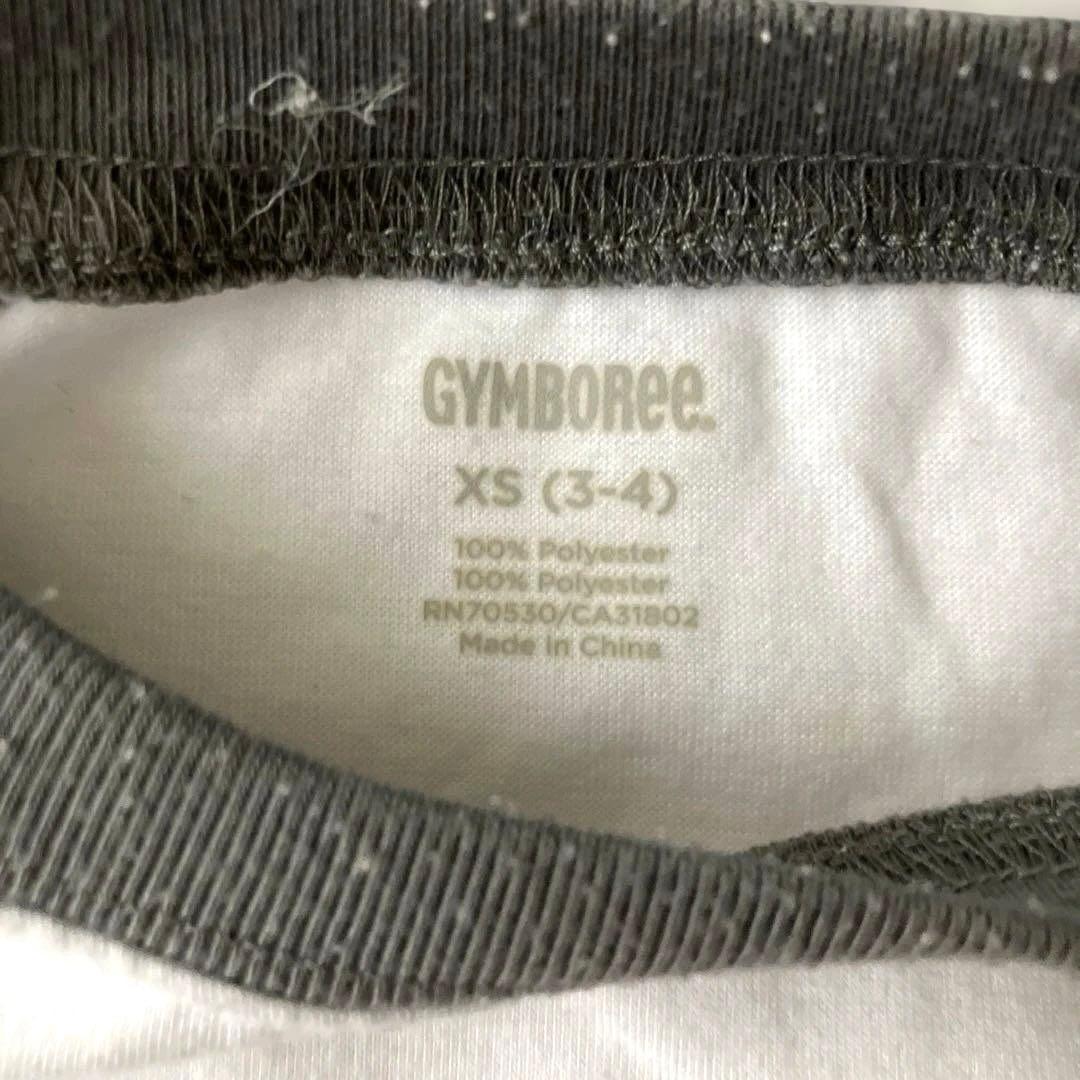 GYMBOREE.
XS (3-4)
100% Polyester
100% Polyester
RN70530/CA31802
Made in China